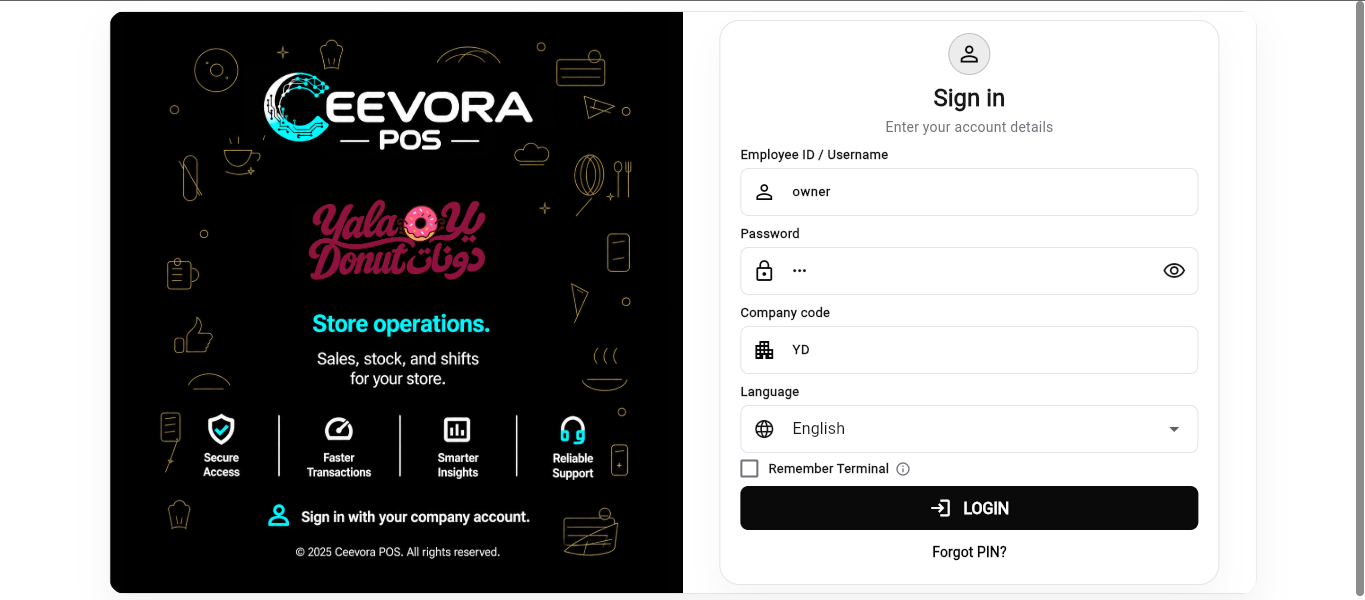 CEEVORA
POS
Yala يلا
Donut دونات
Store operations.
Sales, stock, and shifts
for your store.
Secure
Access
Faster
Transactions
Smarter
Insights
Reliable
Support
Sign in with your company account.
© 2025 Ceevora POS. All rights reserved.
Sign in
Enter your account details
Employee ID / Username
owner
Password
•••
Company code
YD
Language
English
Remember Terminal
LOGIN
Forgot PIN?